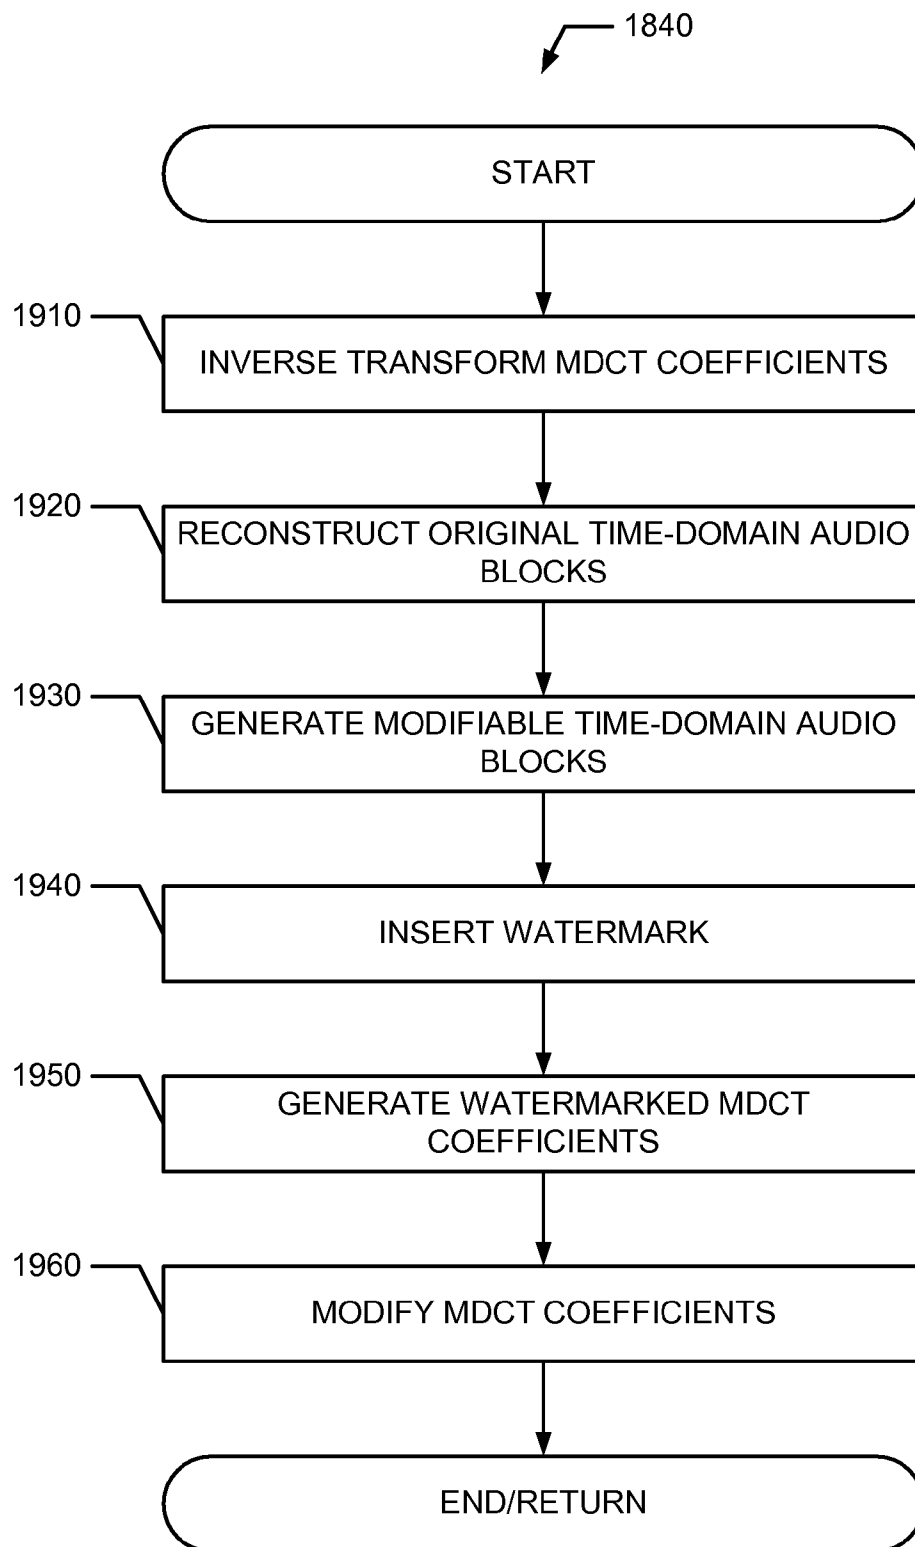 1840
START
1910
INVERSE TRANSFORM MDCT COEFFICIENTS
1920
RECONSTRUCT ORIGINAL TIME-DOMAIN AUDIO
BLOCKS
1930
GENERATE MODIFIABLE TIME-DOMAIN AUDIO
BLOCKS
1940
INSERT WATERMARK
1950
GENERATE WATERMARKED MDCT
COEFFICIENTS
1960
MODIFY MDCT COEFFICIENTS
END/RETURN